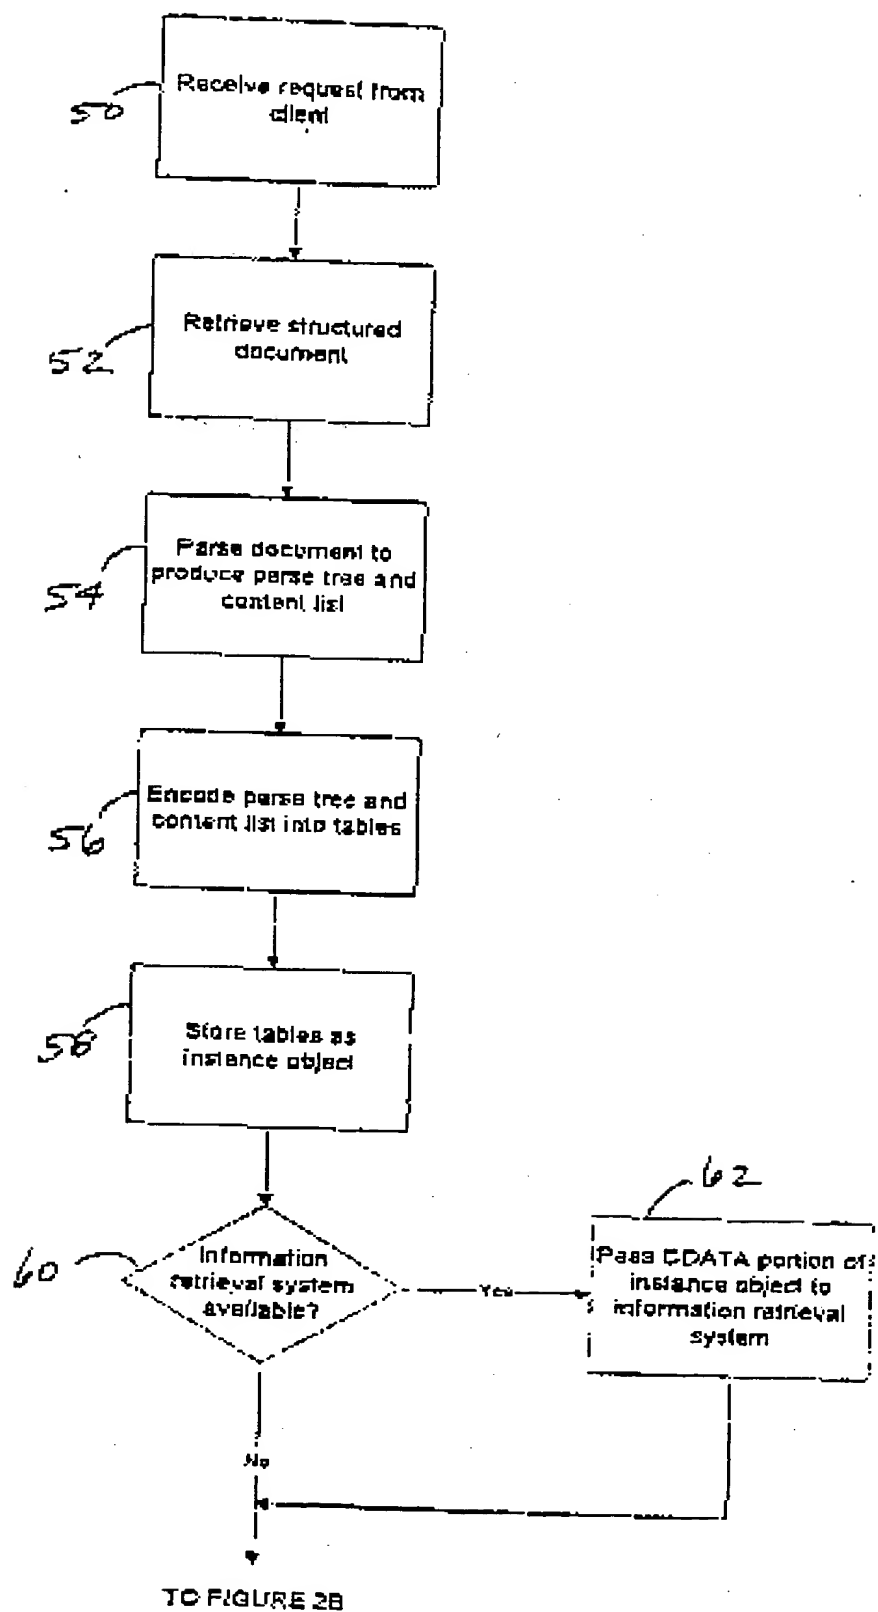 50
Receive request from
client
52
Retrieve structured
document
54
Parse document to
produce parse tree and
content list
56
Encode parse tree and
content list into tables
58
Store tables as
instance object
60
Information
retrieval system
available?
Yes
62
Pass CDATA portion of
instance object to
information retrieval
system
No
TO FIGURE 2B